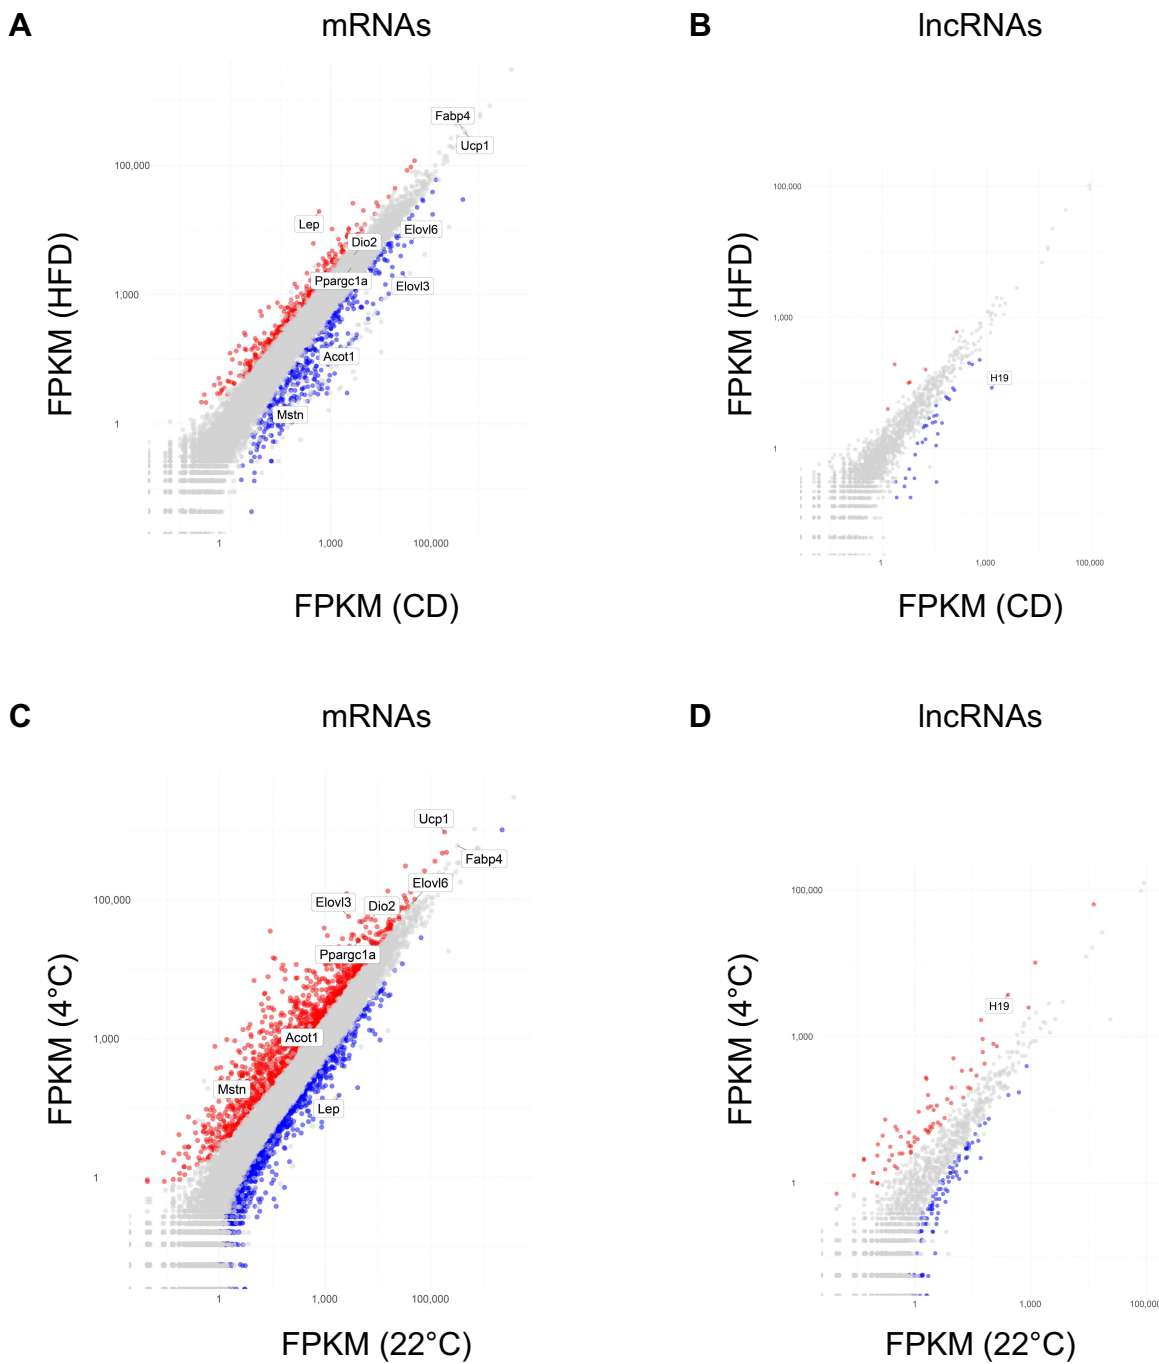 A
mRNAs
B
lncRNAs
FPKM (HFD)
100,000
1,000
1
Fabp4
Ucp1
Lep
Dio2
Elovl6
Ppargc1a
Elovl3
Acot1
Mstn
1
1,000
100,000
FPKM (CD)
FPKM (HFD)
100,000
1,000
1
H19
1
1,000
100,000
FPKM (CD)
C
mRNAs
D
lncRNAs
FPKM (4°C)
100,000
1,000
1
Ucp1
Fabp4
Elovl6
Elovl3
Dio2
Ppargc1a
Acot1
Mstn
Lep
1
1,000
100,000
FPKM (22°C)
FPKM (4°C)
100,000
1,000
1
H19
1
1,000
100,000
FPKM (22°C)